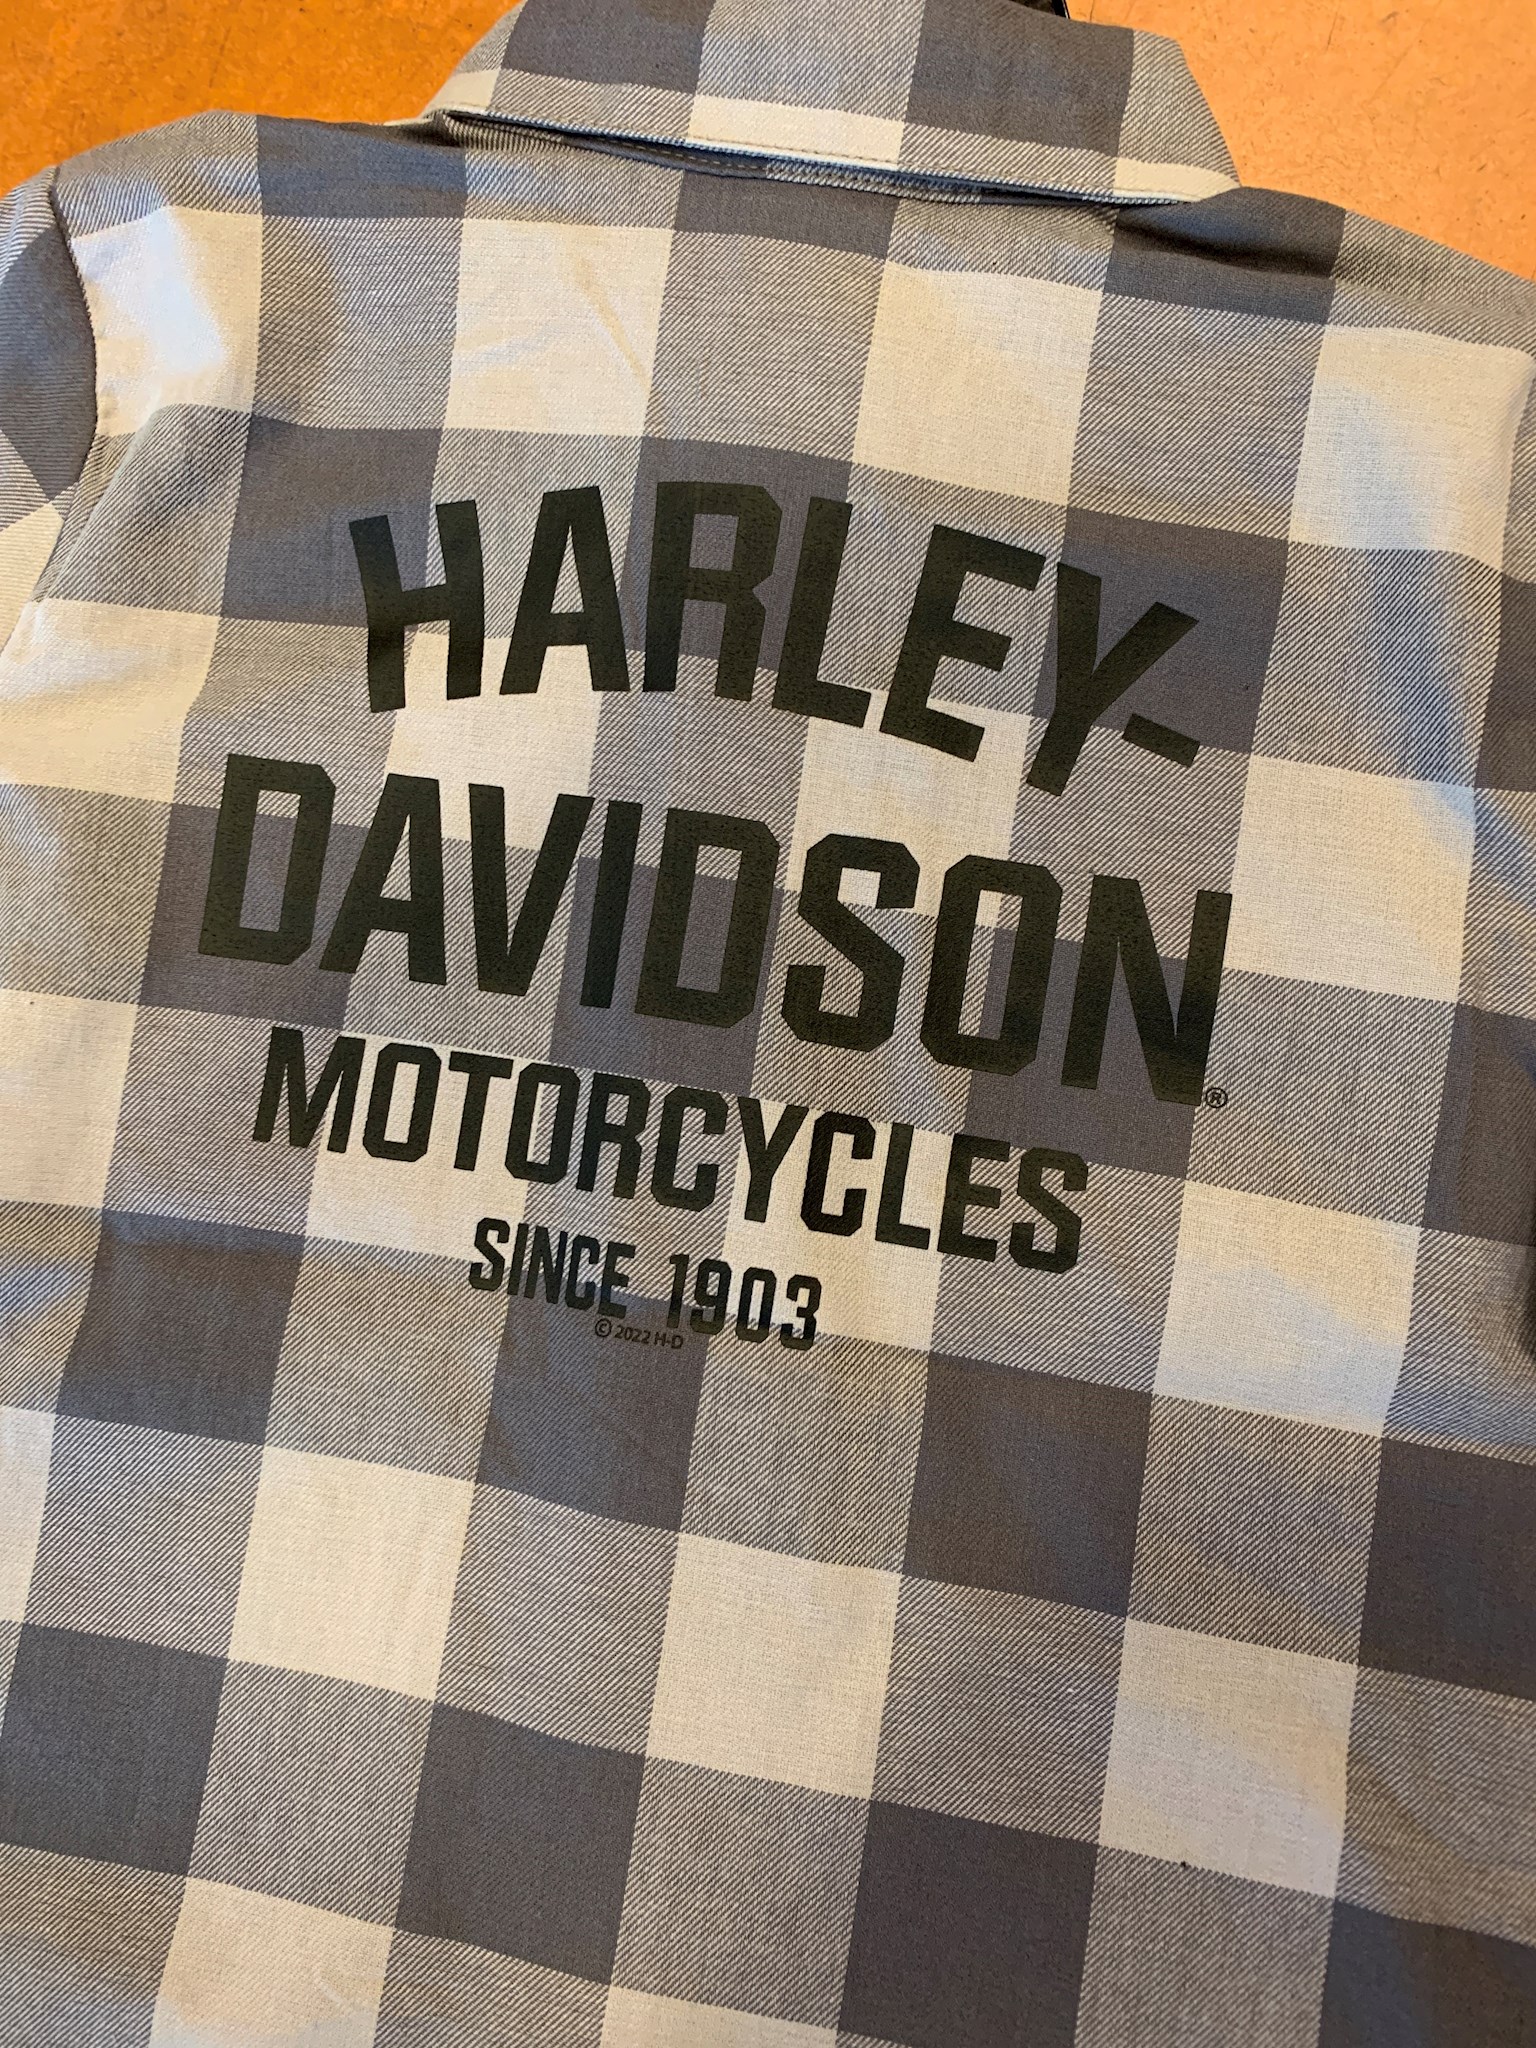 HARLEY-
DAVIDSON®
MOTORCYCLES
SINCE 1903
© 2022 H-D